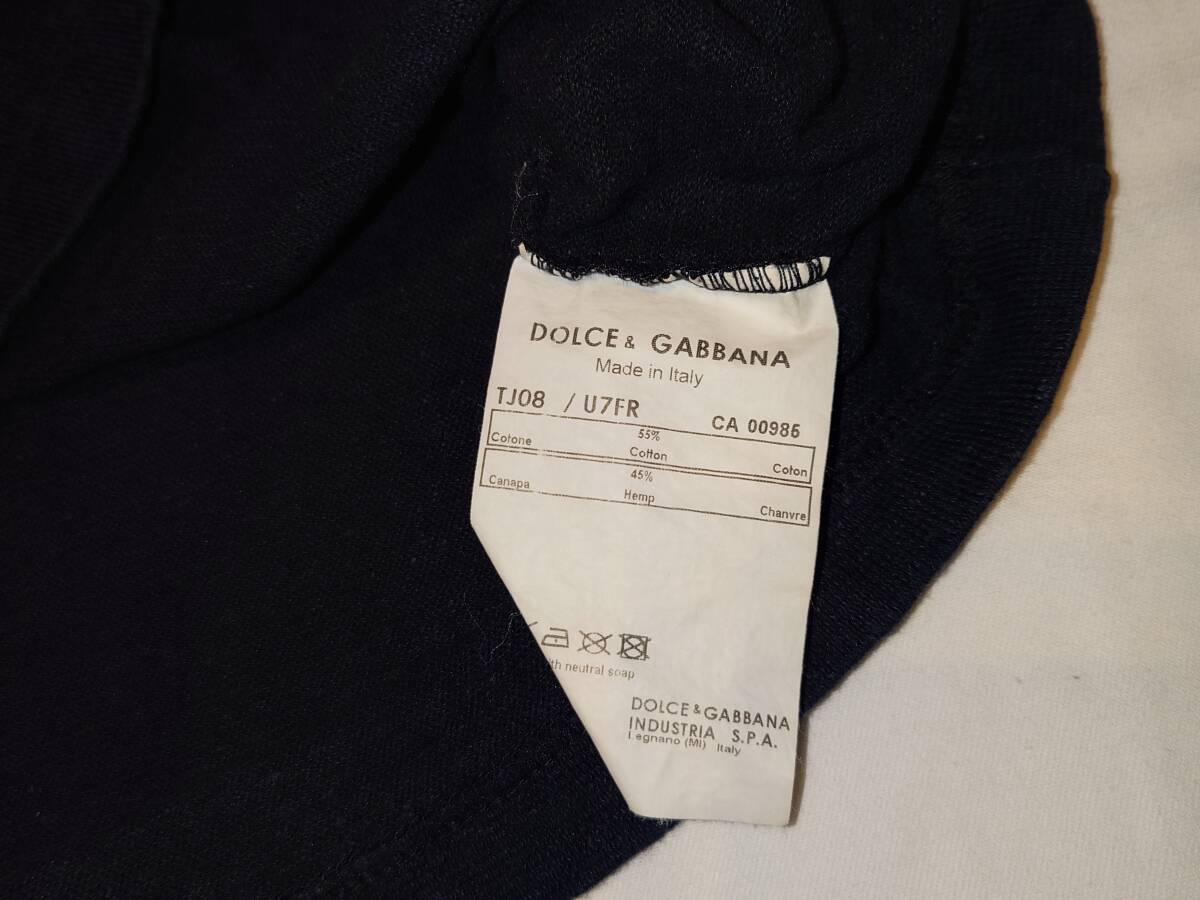 DOLCE & GABBANA
Made in Italy
TJ08 / U7FR CA 00985
55%
Cotone Cotton Coton
45%
Canapa Hemp Chanvre
neutral soap
DOLCE & GABBANA
INDUSTRIA S.P.A.
Legnano (MI) Italy